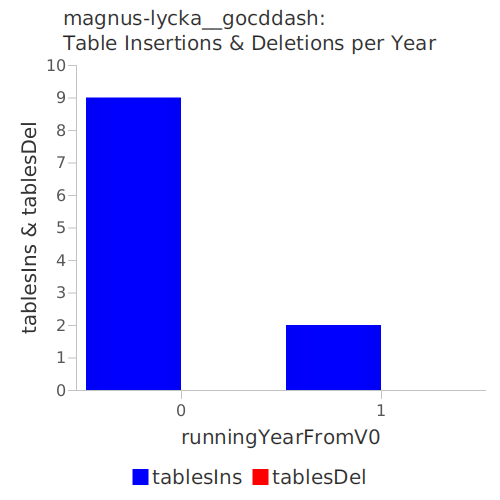 magnus-lycka__gocddash:
Table Insertions & Deletions per Year
tablesIns & tablesDel
10
9
8
7
6
5
4
3
2
1
0
0 1
runningYearFromV0
tablesIns tablesDel